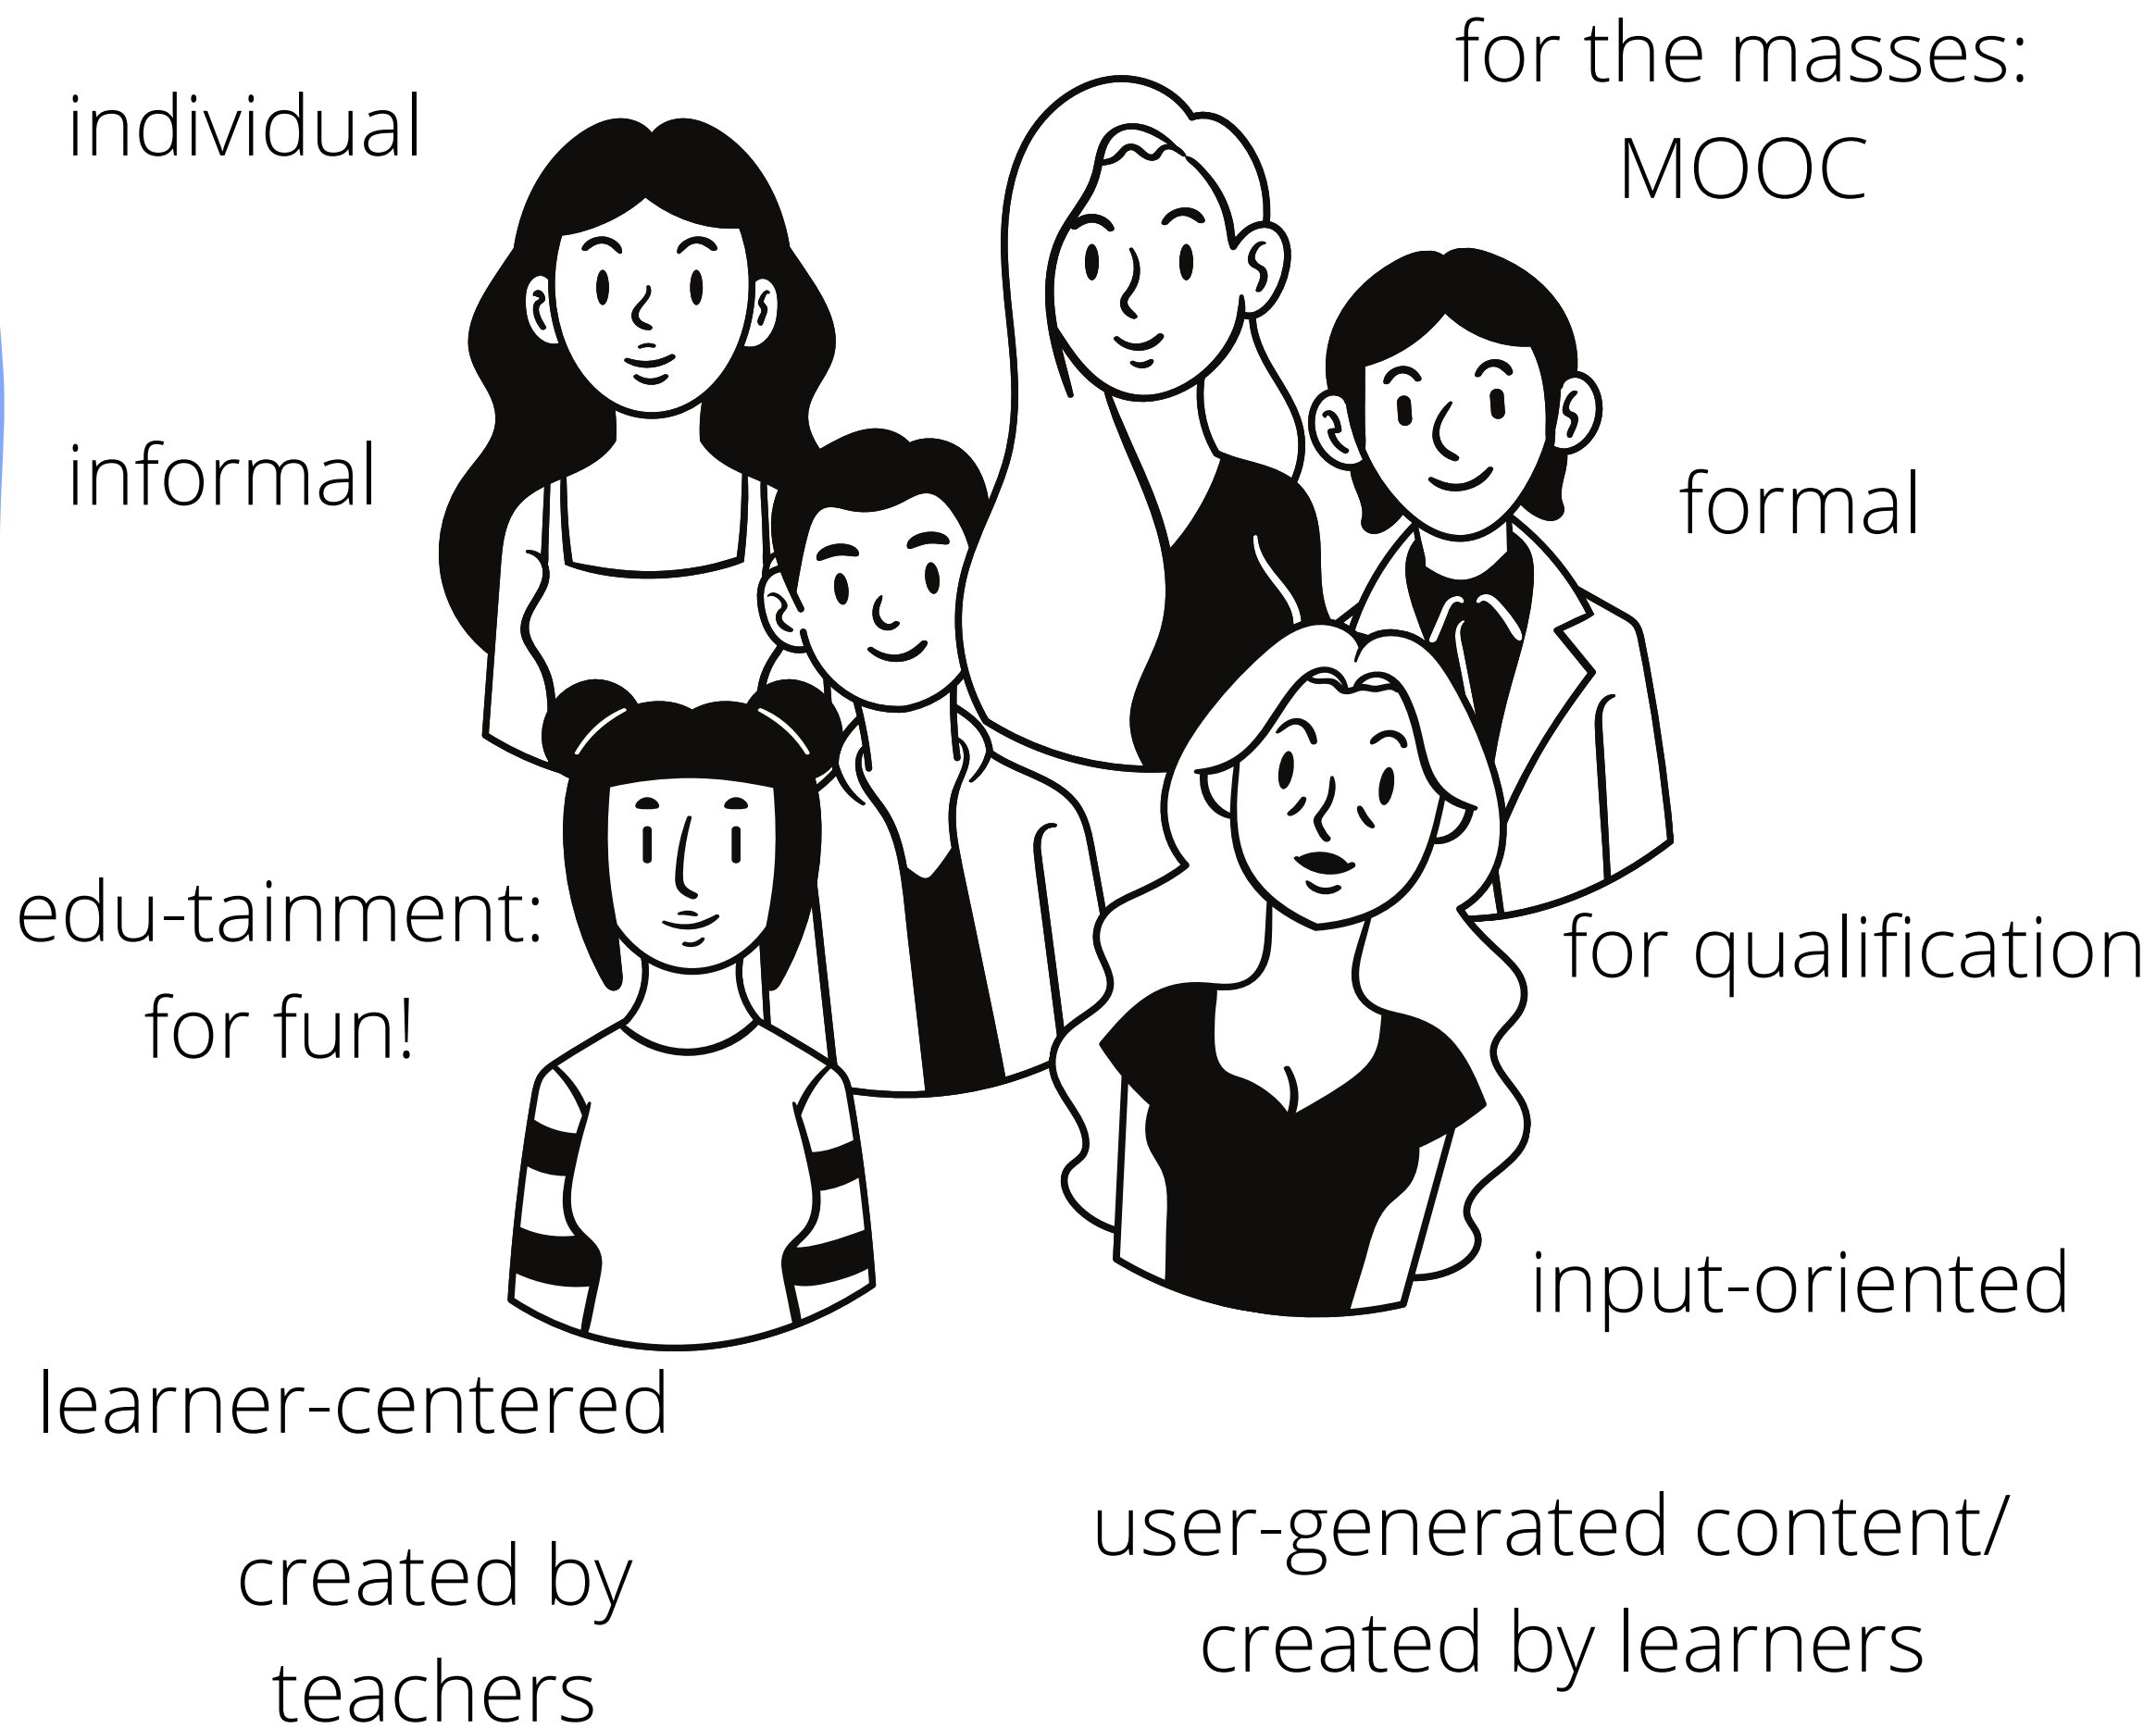 individual
for the masses:
MOOC
informal
formal
edu-tainment:
for fun!
for qualification
input-oriented
learner-centered
created by
teachers
user-generated content/
created by learners